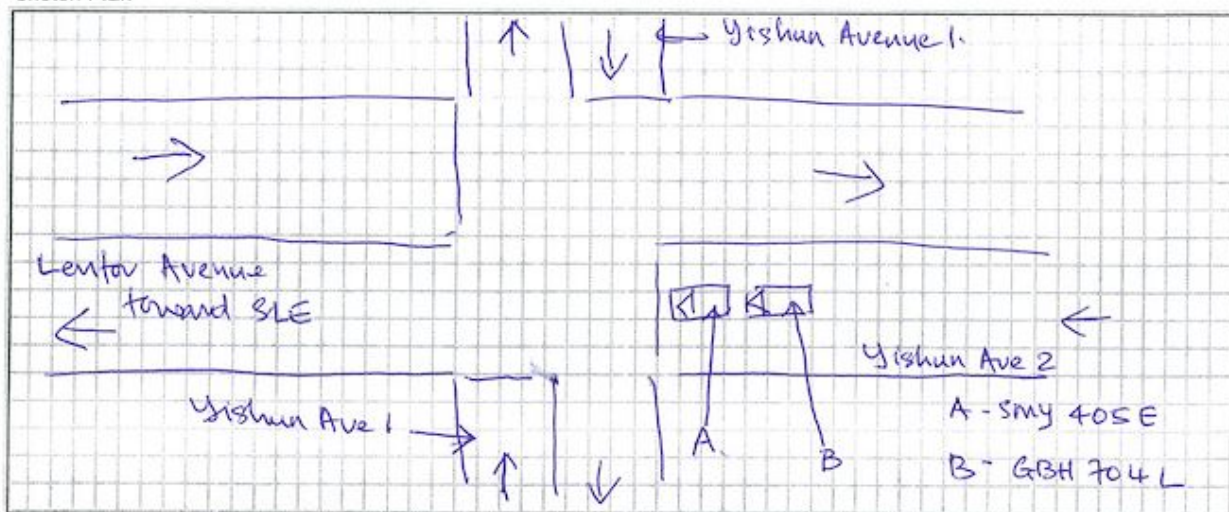 Yishun Avenue 1.
Lentor Avenue
toward SLE
Yishun Ave 2
Yishun Ave 1
A - SMY 405E
A
B
B - GBH 704L